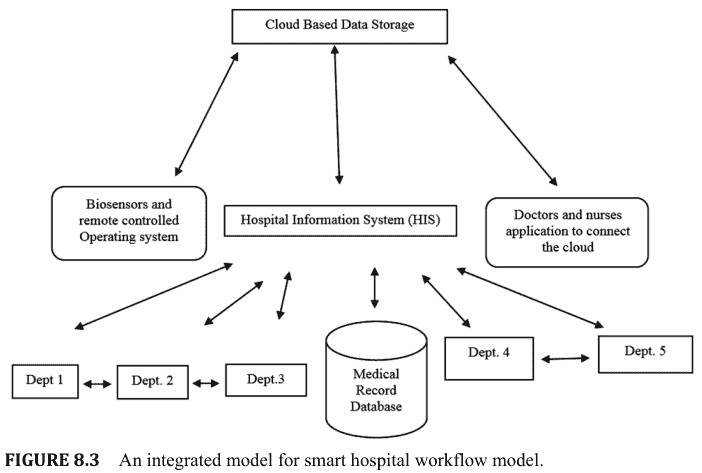 Cloud Based Data Storage
Biosensors and
remote controlled
Operating system
Hospital Information System (HIS)
Doctors and nurses
application to connect
the cloud
Dept 1
Dept. 2
Dept.3
Medical
Record
Database
Dept. 4
Dept. 5
FIGURE 8.3 An integrated model for smart hospital workflow model.